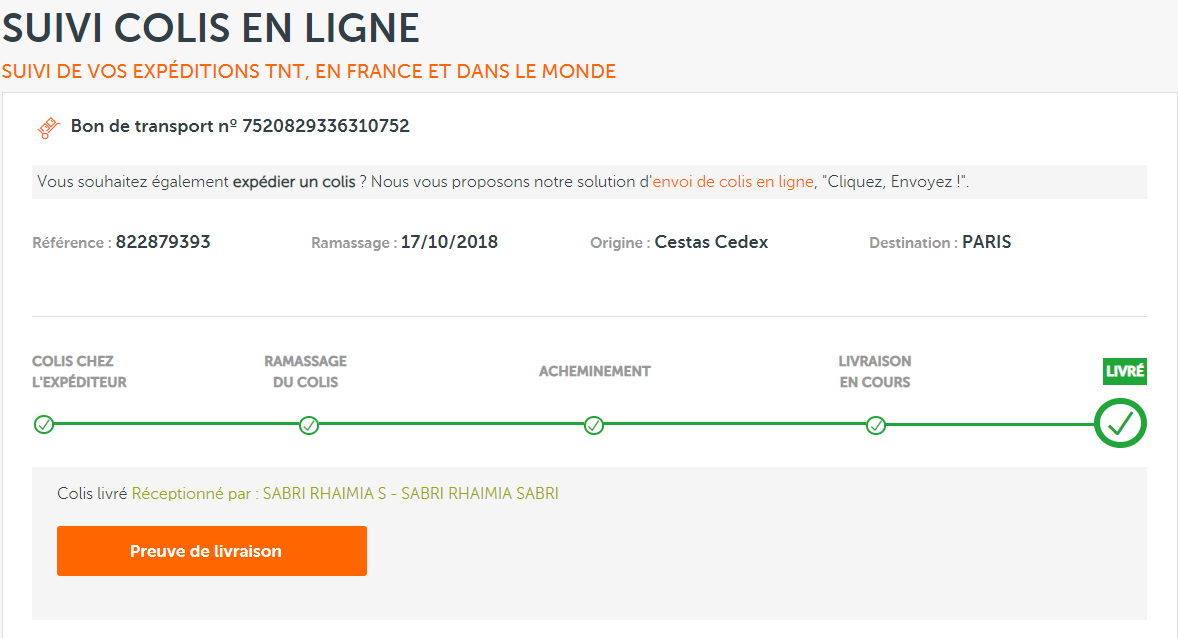 SUIVI COLIS EN LIGNE
SUIVI DE VOS EXPÉDITIONS TNT, EN FRANCE ET DANS LE MONDE
Bon de transport nº 7520829336310752
Vous souhaitez également expédier un colis ? Nous vous proposons notre solution d'envoi de colis en ligne, "Cliquez, Envoyez !".
Référence : 822879393 Ramassage : 17/10/2018 Origine : Cestas Cedex Destination : PARIS
COLIS CHEZ
L'EXPÉDITEUR
RAMASSAGE
DU COLIS
ACHEMINEMENT
LIVRAISON
EN COURS
LIVRÉ
Colis livré Réceptionné par : SABRI RHAIMIA S - SABRI RHAIMIA SABRI
Preuve de livraison